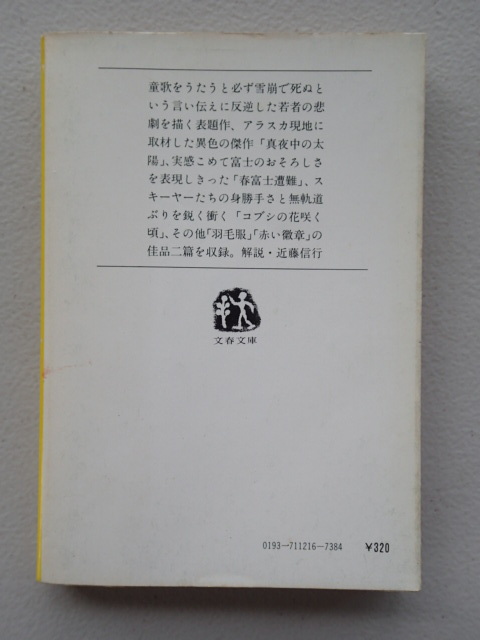 童歌をうたうと必ず雪崩で死ぬと
いう言い伝えに反逆した若者の悲
劇を描く表題作、アラスカ現地に
取材した異色の傑作「真夜中の太
陽」、実感こめて富士のおそろしさ
を表現しきった「春富士遭難」、ス
キーヤーたちの身勝手さと無軌道
ぶりを鋭く衝く「コブシの花咲く
頃」、その他「羽毛服」「赤い徽章」の
佳品二篇を収録。解説・近藤信行
文春文庫
0193―711216―7384 ¥320